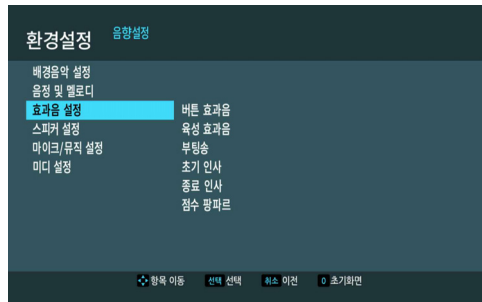 환경설정 음향설정
배경음악 설정
음정 및 멜로디
효과음 설정
스피커 설정
마이크/뮤직 설정
미디 설정
버튼 효과음
육성 효과음
부팅송
초기 인사
종료 인사
점수 팡파르
항목 이동 선택 선택 취소 이전 0 초기화면